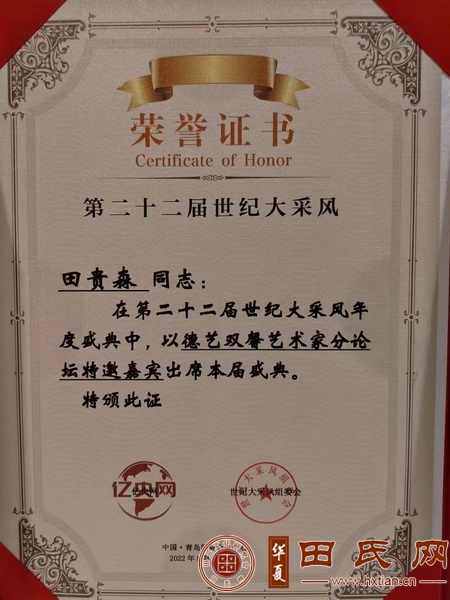 荣誉证书
Certificate of Honor
第二十二届世纪大采风
田贵森 同志：
在第二十二届世纪大采风年
度盛典中，以德艺双馨艺术家分论
坛特邀嘉宾出席本届盛典。
特颁此证
亿央网
世纪大采风组委会
中国·青岛
2022年
华夏
田氏网
www.hxtian.cn